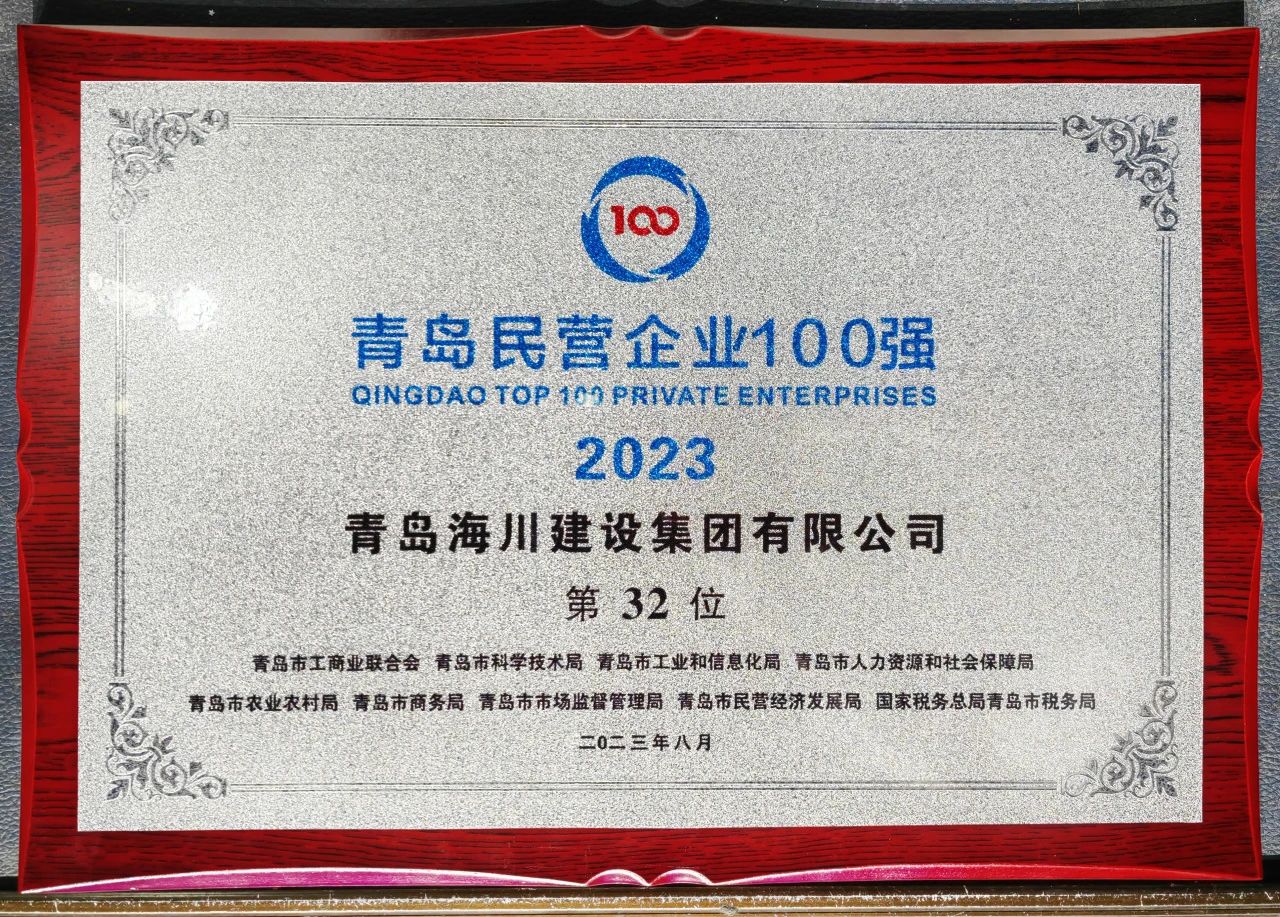 100
青岛民营企业100强
QINGDAO TOP 100 PRIVATE ENTERPRISES
2023
青岛海川建设集团有限公司
第 32 位
青岛市工商业联合会 青岛市科学技术局 青岛市工业和信息化局 青岛市人力资源和社会保障局
青岛市农业农村局 青岛市商务局 青岛市市场监督管理局 青岛市民营经济发展局 国家税务总局青岛市税务局
二0二三年八月